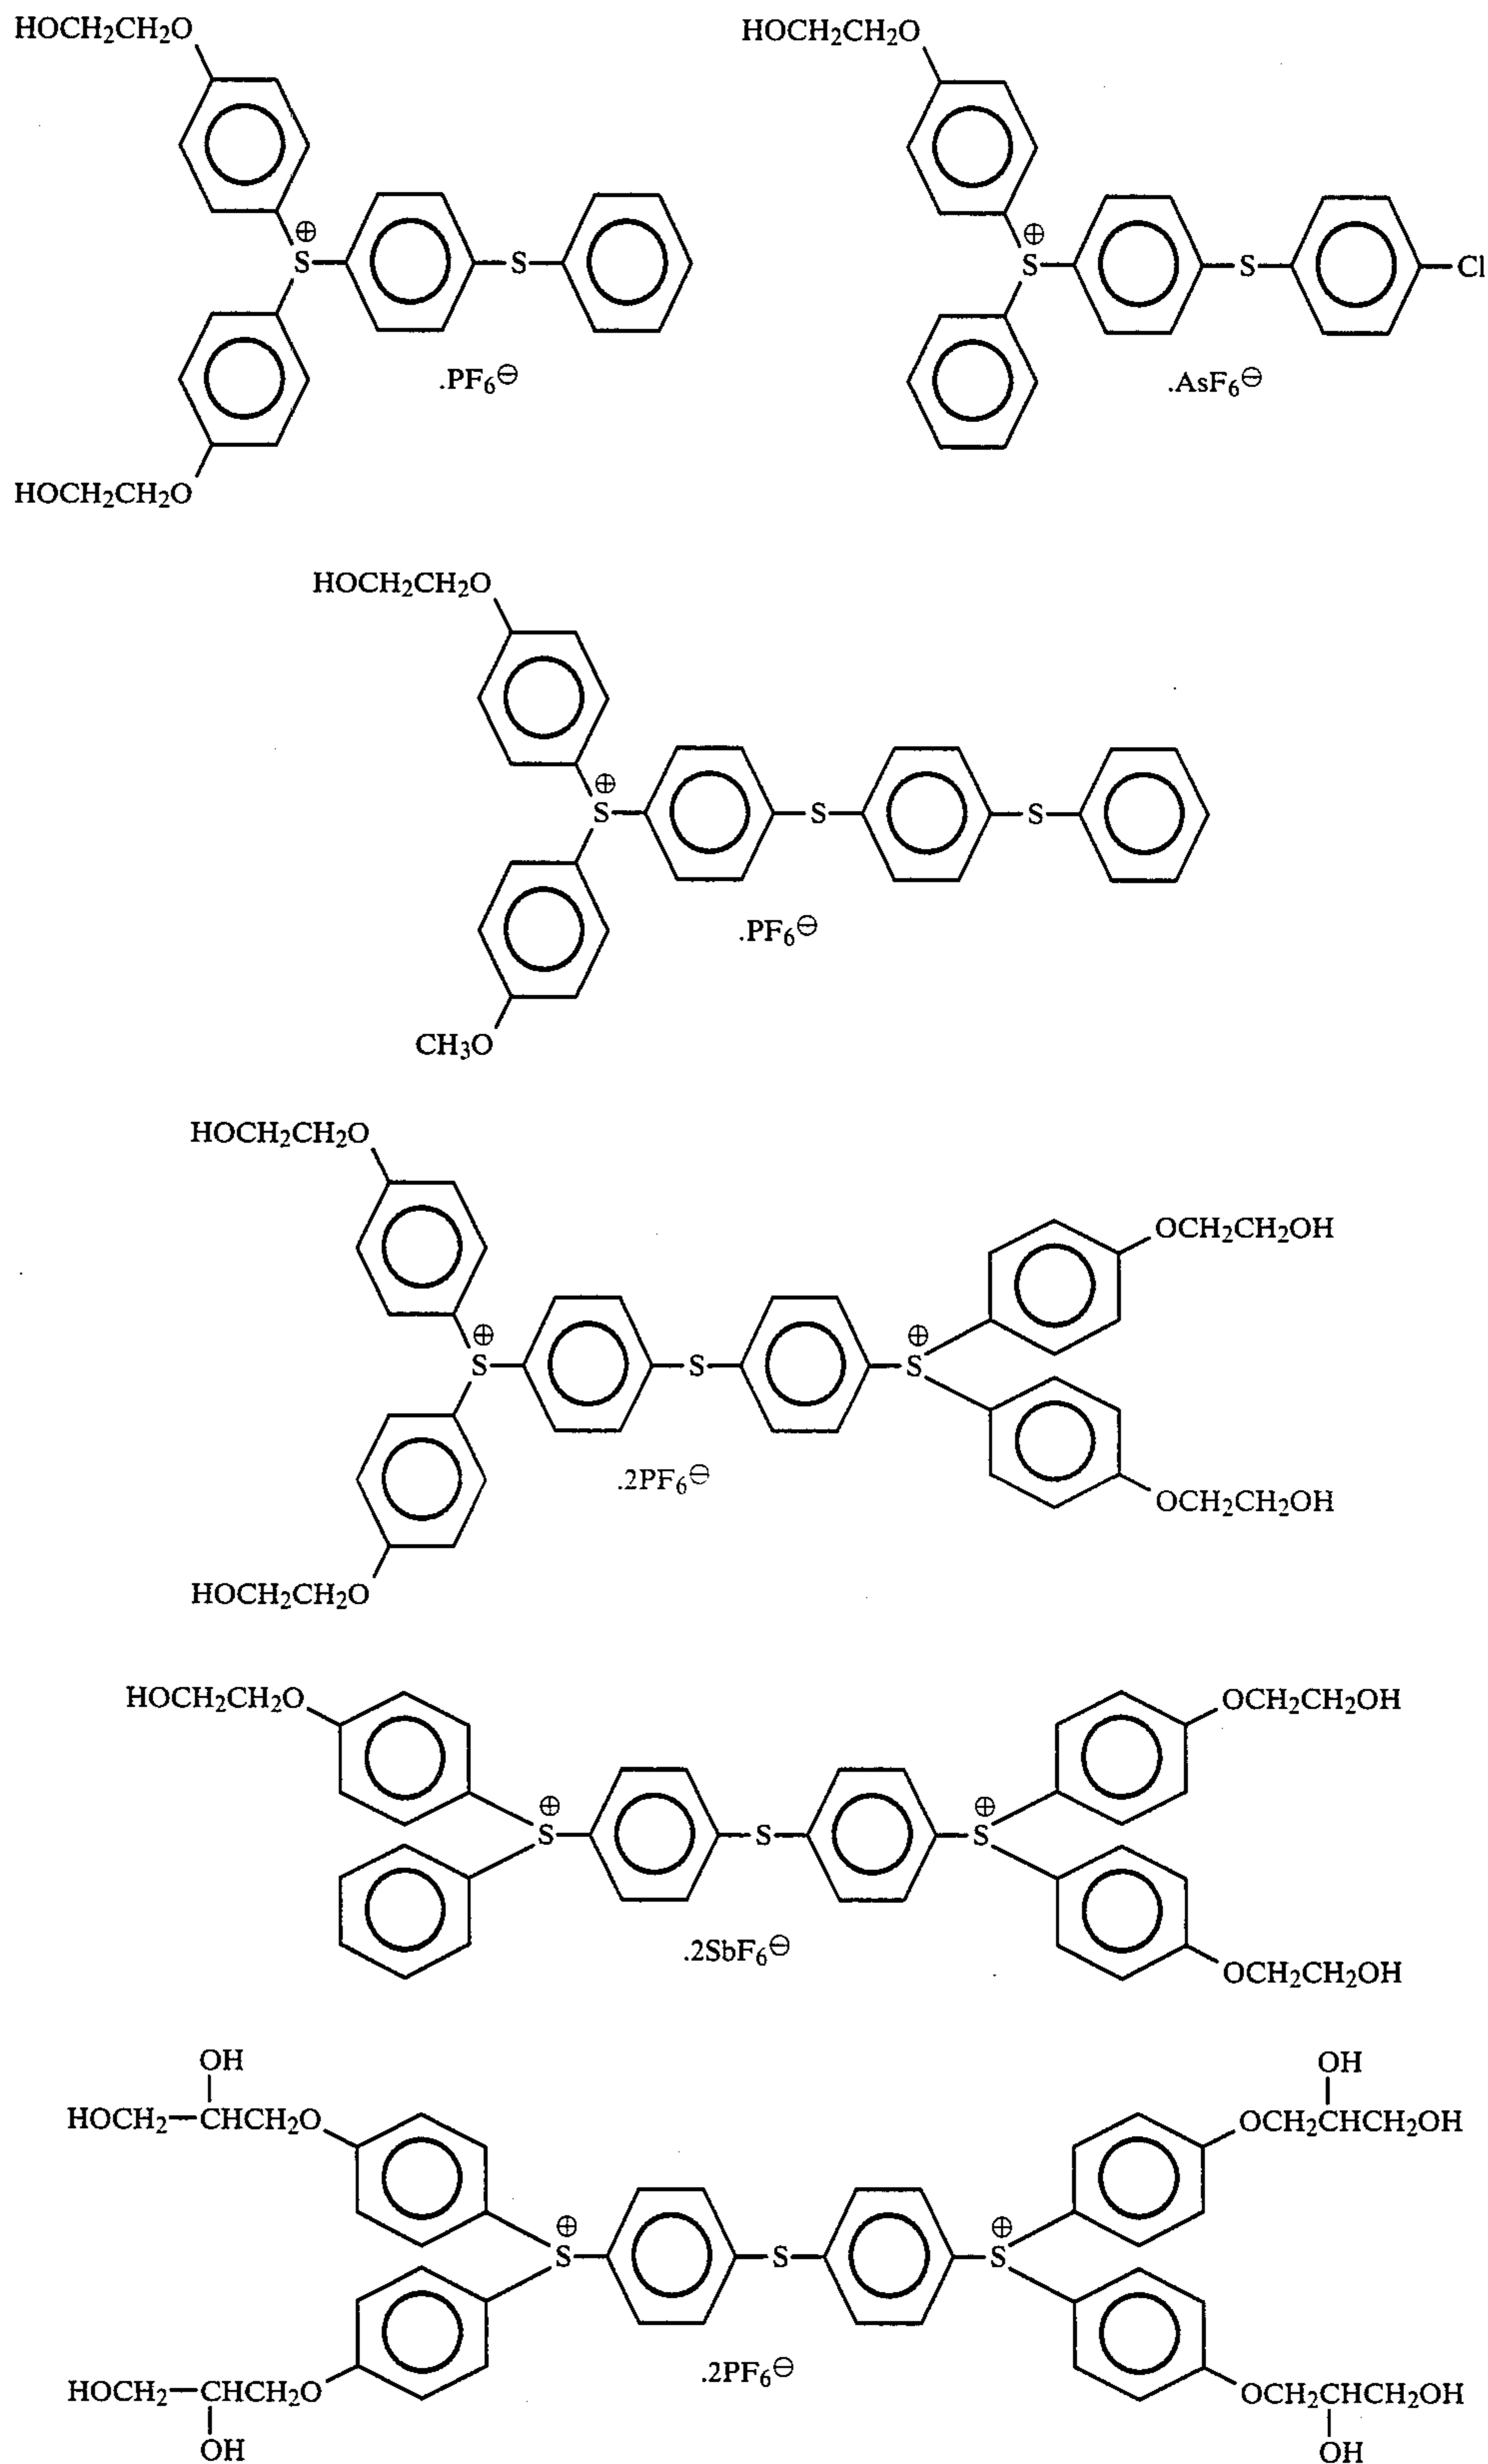 HOCH2CH2O
HOCH2CH2O
S⊕ S
S⊕ S Cl
.PF6⊖
.AsF6⊖
HOCH2CH2O
HOCH2CH2O
S⊕ S S
.PF6⊖
CH3O
HOCH2CH2O
OCH2CH2OH
S⊕ S S⊕
.2PF6⊖
OCH2CH2OH
HOCH2CH2O
HOCH2CH2O
OCH2CH2OH
S⊕ S S⊕
.2SbF6⊖
OCH2CH2OH
OH
OH
HOCH2—CHCH2O
OCH2CHCH2OH
S⊕ S S⊕
.2PF6⊖
HOCH2—CHCH2O
OCH2CHCH2OH
OH
OH